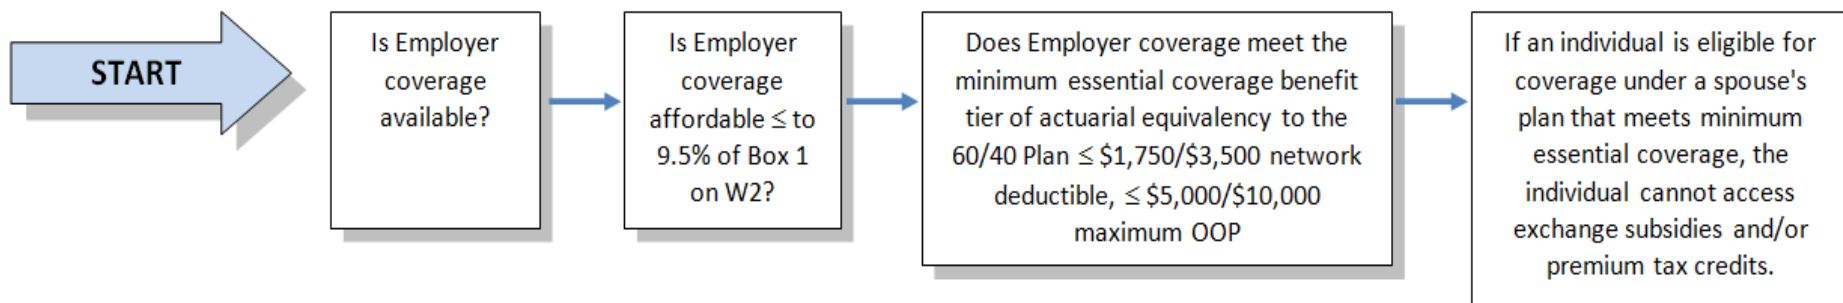 START
Is Employer
coverage
available?
Is Employer
coverage
affordable ≤ to
9.5% of Box 1
on W2?
Does Employer coverage meet the
minimum essential coverage benefit
tier of actuarial equivalency to the
60/40 Plan ≤ $1,750/$3,500 network
deductible, ≤ $5,000/$10,000
maximum OOP
If an individual is eligible for
coverage under a spouse's
plan that meets minimum
essential coverage, the
individual cannot access
exchange subsidies and/or
premium tax credits.